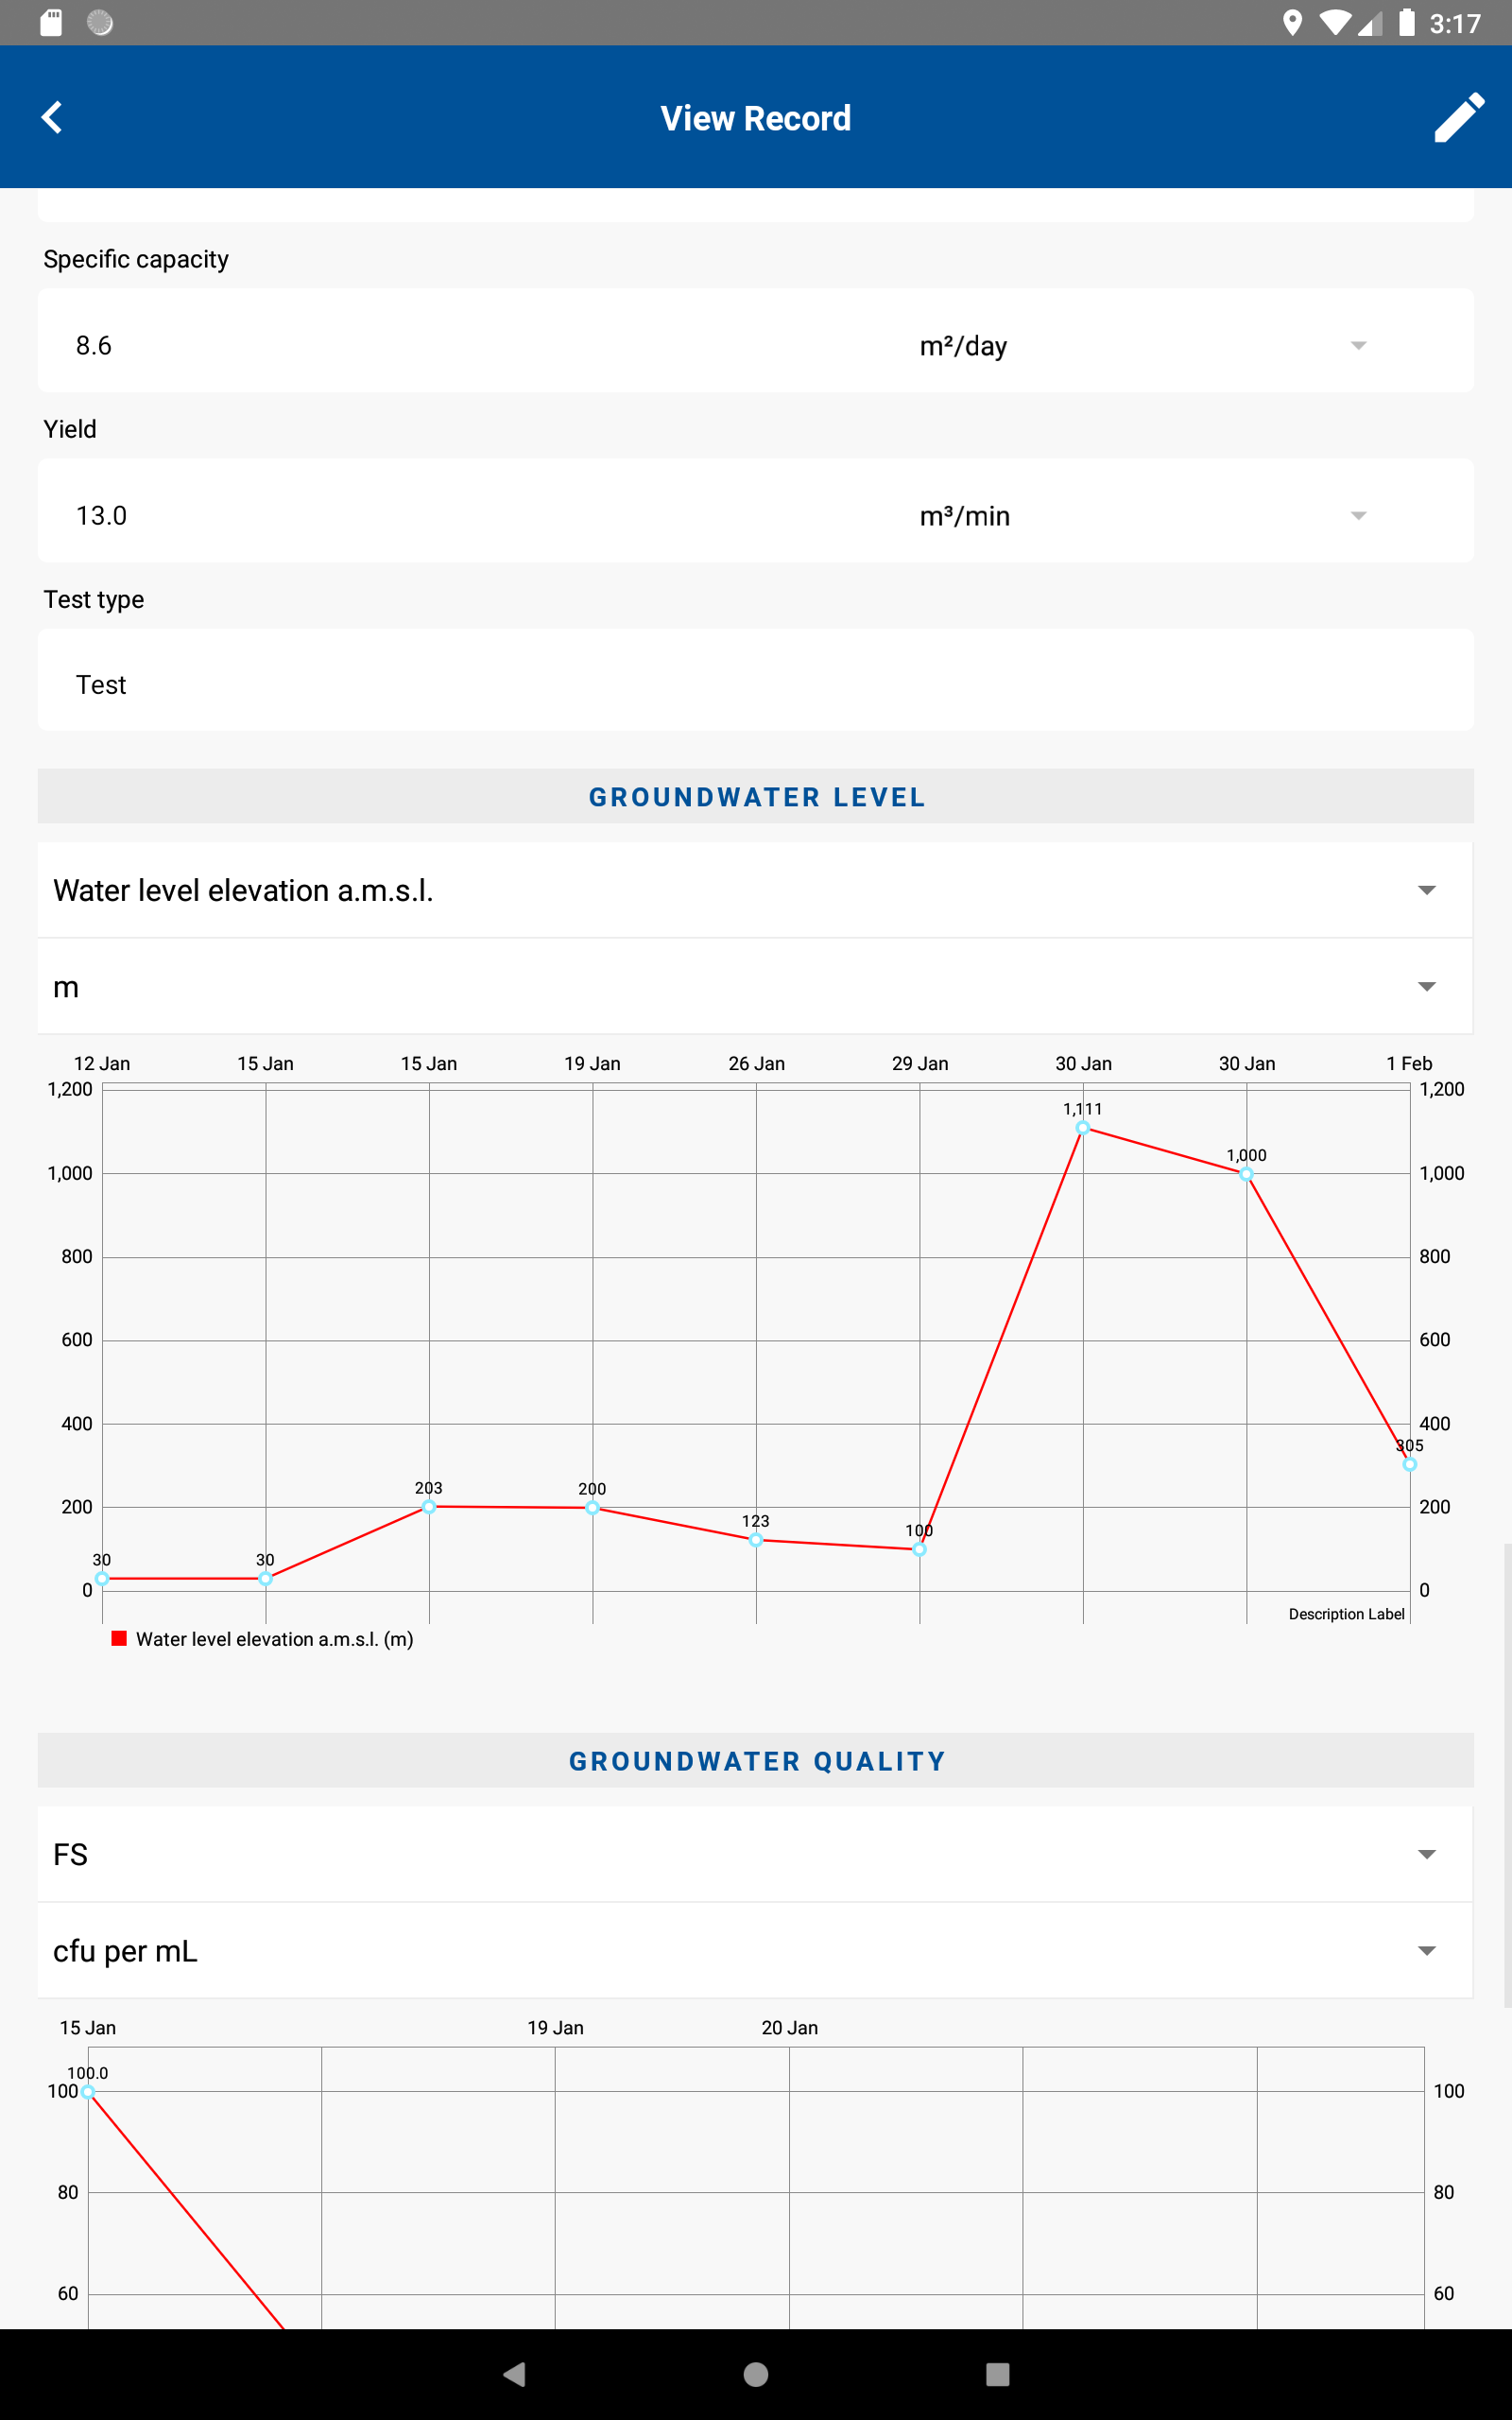 3:17
View Record
Specific capacity
8.6 m²/day
Yield
13.0 m³/min
Test type
Test
GROUNDWATER LEVEL
Water level elevation a.m.s.l.
m
12 Jan 15 Jan 15 Jan 19 Jan 26 Jan 29 Jan 30 Jan 30 Jan 1 Feb
1,200 1,200
1,111
1,000 1,000 1,000
800 800
600 600
400 400
305
203 200
200 200
123
100
30 30
0 0
Description Label
Water level elevation a.m.s.l. (m)
GROUNDWATER QUALITY
FS
cfu per mL
15 Jan 19 Jan 20 Jan
100.0
100 100
80 80
60 60